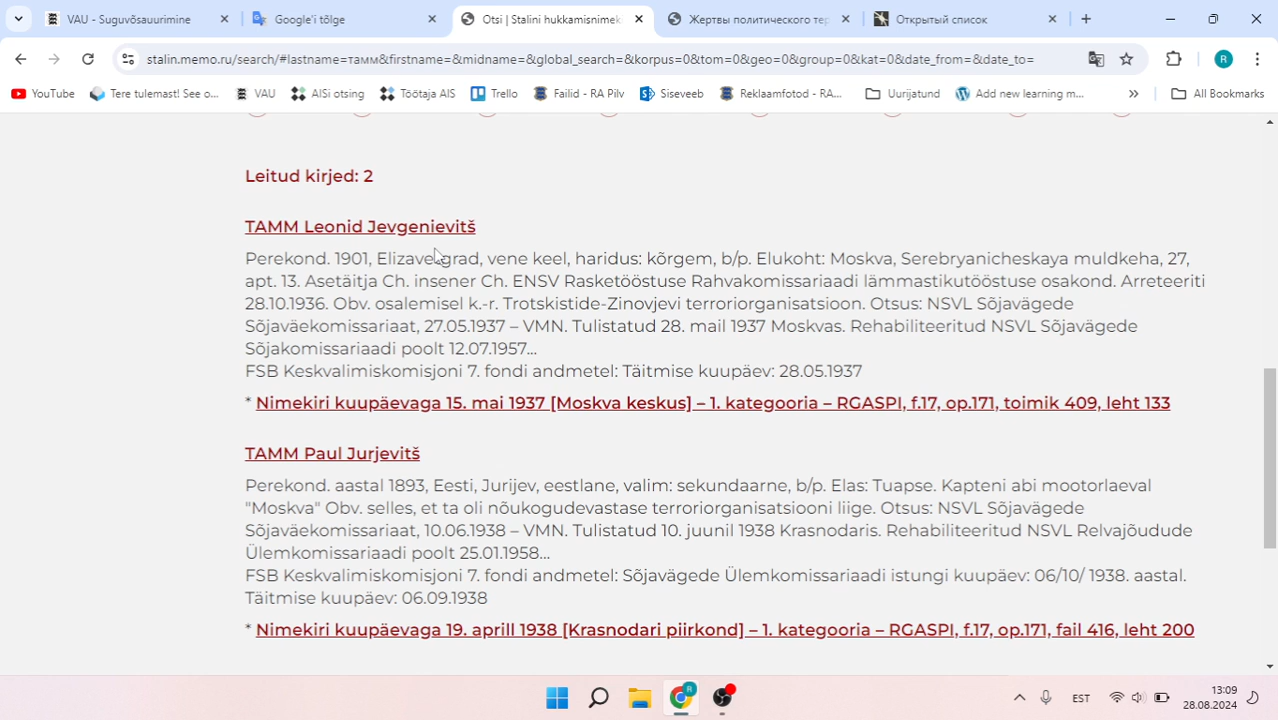 VAU - Suguvõsauurimine
Google'i tõlge
Otsi | Stalini hukkamisnimek
Жертвы политического тер
Открытый список
stalin.memo.ru/search/#lastname=тамм&firstname=&midname=&global_search=&korpus=0&tom=0&geo=0&group=0&kat=0&date_from=&date_to=
YouTube
Tere tulemast! See o...
VAU
AISi otsing
Töötaja AIS
Trello
Failid - RA Pilv
Siseveeb
Reklaamfotod - RA...
Uurijatund
Add new learning m...
All Bookmarks
Leitud kirjed: 2
TAMM Leonid Jevgenievitš
Perekond. 1901, Elizavetgrad, vene keel, haridus: kõrgem, b/p. Elukoht: Moskva, Serebryanicheskaya muldkeha, 27,
apt. 13. Asetäitja Ch. insener Ch. ENSV Rasketööstuse Rahvakomissariaadi lämmastikutööstuse osakond. Arreteeriti
28.10.1936. Obv. osalemisel k.-r. Trotskistide-Zinovjevi terroriorganisatsioon. Otsus: NSVL Sõjavägede
Sõjaväekomissariaat, 27.05.1937 – VMN. Tulistatud 28. mail 1937 Moskvas. Rehabiliteeritud NSVL Sõjavägede
Sõjakomissariaadi poolt 12.07.1957...
FSB Keskvalimiskomisjoni 7. fondi andmetel: Täitmise kuupäev: 28.05.1937
* Nimekiri kuupäevaga 15. mai 1937 [Moskva keskus] – 1. kategooria – RGASPI, f.17, op.171, toimik 409, leht 133
TAMM Paul Jurjevitš
Perekond. aastal 1893, Eesti, Jurijev, eestlane, valim: sekundaarne, b/p. Elas: Tuapse. Kapteni abi mootorlaeval
"Moskva" Obv. selles, et ta oli nõukogudevastase terroriorganisatsiooni liige. Otsus: NSVL Sõjavägede
Sõjaväekomissariaat, 10.06.1938 – VMN. Tulistatud 10. juunil 1938 Krasnodaris. Rehabiliteeritud NSVL Relvajõudude
Ülemkomissariaadi poolt 25.01.1958...
FSB Keskvalimiskomisjoni 7. fondi andmetel: Sõjavägede Ülemkomissariaadi istungi kuupäev: 06/10/ 1938. aastal.
Täitmise kuupäev: 06.09.1938
* Nimekiri kuupäevaga 19. aprill 1938 [Krasnodari piirkond] – 1. kategooria – RGASPI, f.17, op.171, fail 416, leht 200
EST
13:09
28.08.2024